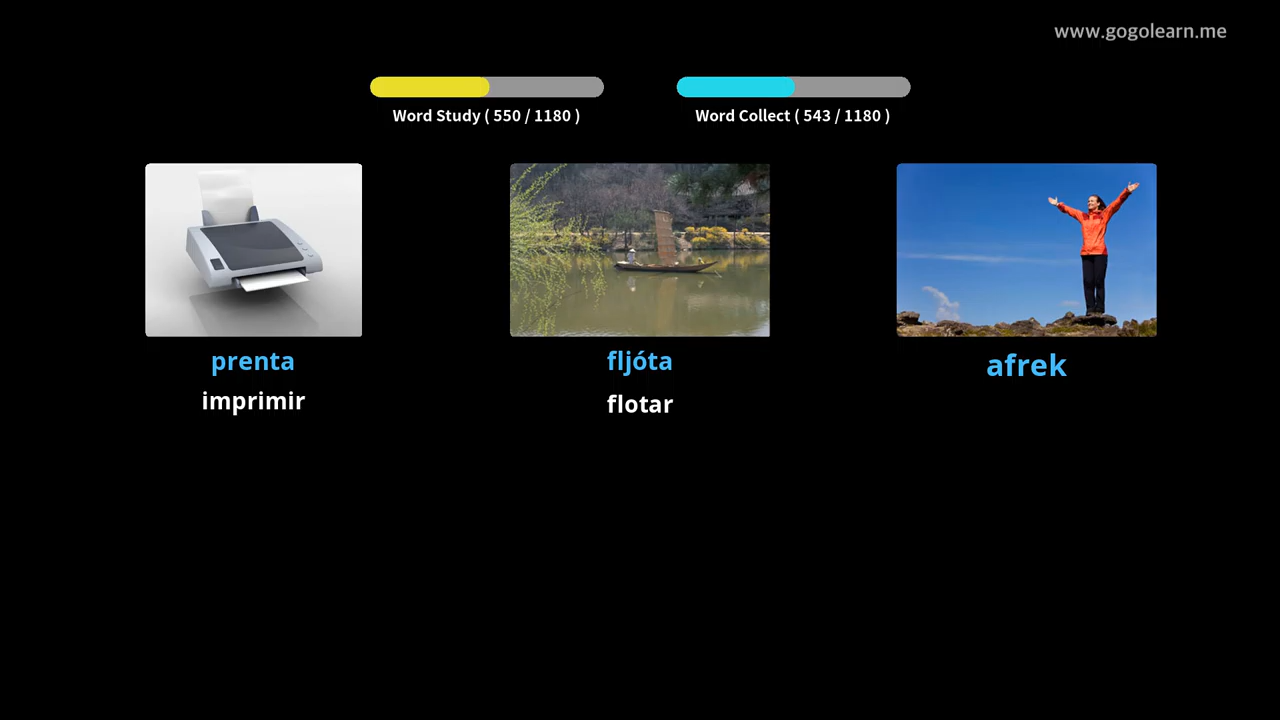 www.gogolearn.me
Word Study ( 550 / 1180 )
Word Collect ( 543 / 1180 )
prenta
imprimir
fljóta
flotar
afrek